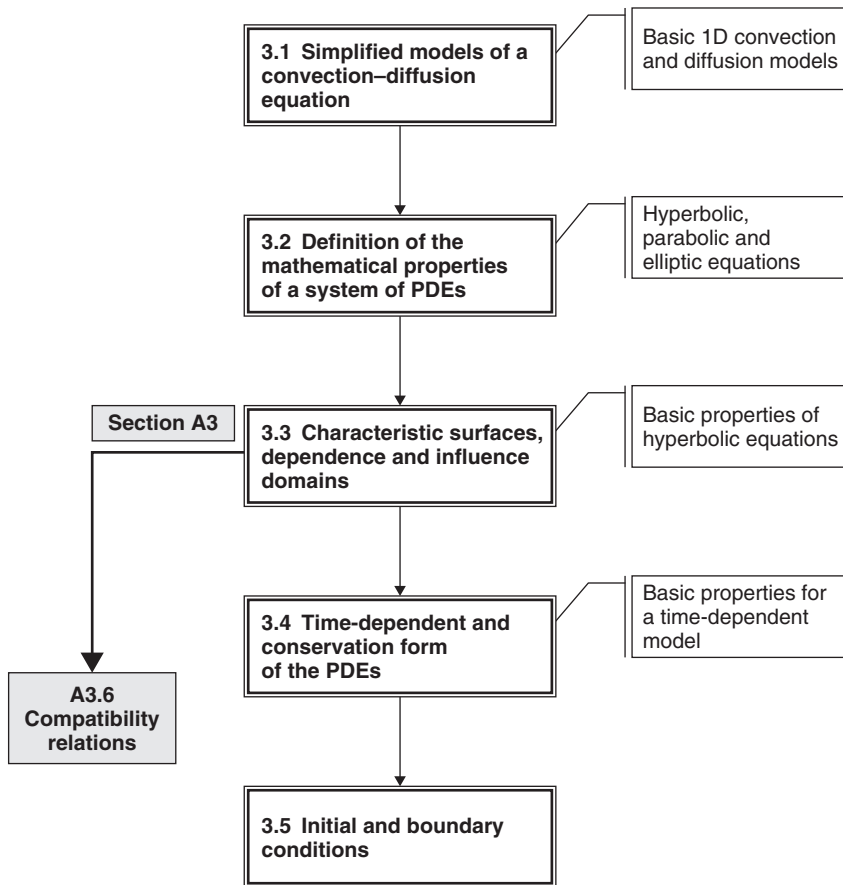 3.1 Simplified models of a
convection–diffusion
equation
Basic 1D convection
and diffusion models
3.2 Definition of the
mathematical properties
of a system of PDEs
Hyperbolic,
parabolic and
elliptic equations
Section A3
3.3 Characteristic surfaces,
dependence and influence
domains
Basic properties of
hyperbolic equations
3.4 Time-dependent and
conservation form
of the PDEs
Basic properties for
a time-dependent
model
A3.6
Compatibility
relations
3.5 Initial and boundary
conditions